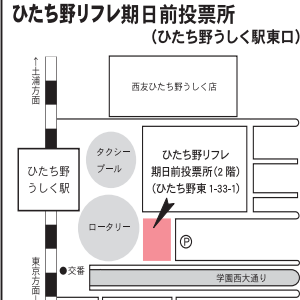 ひたち野リフレ期日前投票所
(ひたち野うしく駅東口)
←土浦方面
西友ひたち野うしく店
タクシー
プール
ひたち野リフレ
期日前投票所(2階)
(ひたち野東1-33-1)
ひたち野
うしく駅
ロータリー
P
東京方面→
●交番
学園西大通り